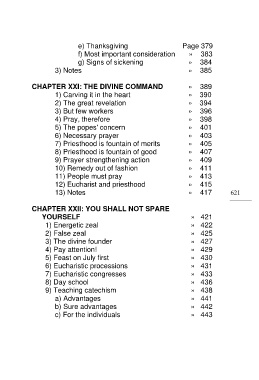 e) Thanksgiving Page 379
f) Most important consideration » 383
g) Signs of sickening » 384
3) Notes » 385
CHAPTER XXI: THE DIVINE COMMAND » 389
1) Carving it in the heart » 390
2) The great revelation » 394
3) But few workers » 396
4) Pray, therefore » 398
5) The popes' concern » 401
6) Necessary prayer » 403
7) Priesthood is fountain of merits » 405
8) Priesthood is fountain of good » 407
9) Prayer strengthening action » 409
10) Remedy out of fashion » 411
11) People must pray » 413
12) Eucharist and priesthood » 415
13) Notes » 417
621
CHAPTER XXII: YOU SHALL NOT SPARE
YOURSELF » 421
1) Energetic zeal » 422
2) False zeal » 425
3) The divine founder » 427
4) Pay attention! » 429
5) Feast on July first » 430
6) Eucharistic processions » 431
7) Eucharistic congresses » 433
8) Day school » 436
9) Teaching catechism » 438
a) Advantages » 441
b) Sure advantages » 442
c) For the individuals » 443